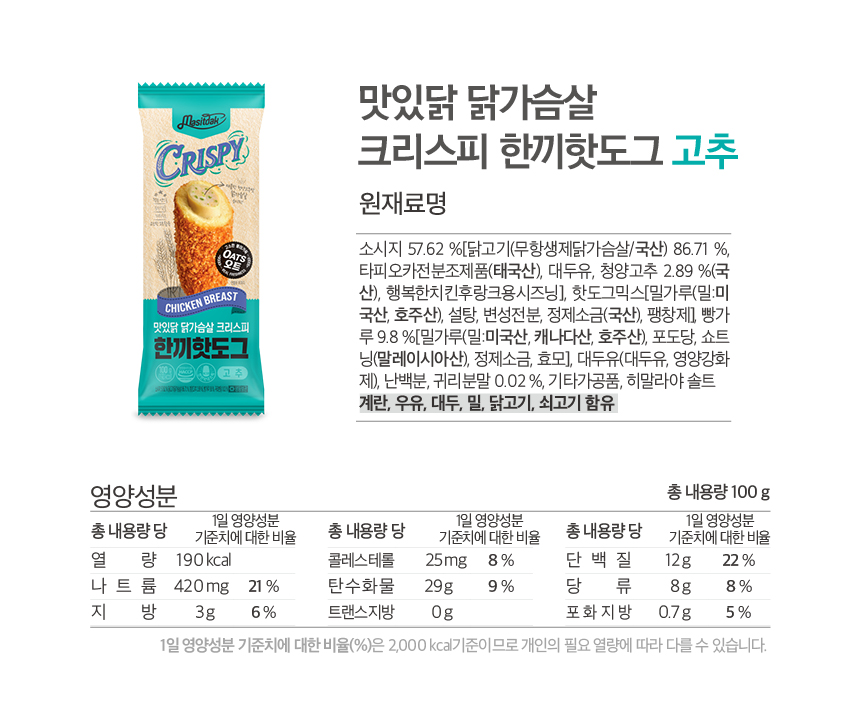 맛있닭 닭가슴살
크리스피 한끼핫도그 고추
원재료명
Masitdak
CRISPY
고소한 풀라거트
OATS
오트
CHICKEN BREAST
맛있닭 닭가슴살 크리스피
한끼핫도그
고추
소시지 57.62 %[닭고기(무항생제닭가슴살/국산) 86.71 %,
타피오카전분조제품(태국산), 대두유, 청양고추 2.89 %(국
산), 행복한치킨후랑크용시즈닝], 핫도그믹스[밀가루(밀:미
국산, 호주산), 설탕, 변성전분, 정제소금(국산), 팽창제], 빵가
루 9.8 %[밀가루(밀:미국산, 캐나다산, 호주산), 포도당, 쇼트
닝(말레이시아산), 정제소금, 효모], 대두유(대두유, 영양강화
제), 난백분, 귀리분말 0.02 %, 기타가공품, 히말라야 솔트
계란, 우유, 대두, 밀, 닭고기, 쇠고기 함유
영양성분
총 내용량 100 g
총 내용량 당 1일 영양성분 기준치에 대한 비율 총 내용량 당 1일 영양성분 기준치에 대한 비율 총 내용량 당 1일 영양성분 기준치에 대한 비율
열 량 190 kcal 콜레스테롤 25 mg 8 % 단 백 질 12 g 22 %
나 트 륨 420 mg 21 % 탄수화물 29 g 9 % 당 류 8 g 8 %
지 방 3 g 6 % 트랜스지방 0 g 포화지방 0.7 g 5 %
1일 영양성분 기준치에 대한 비율(%)은 2,000 kcal기준이므로 개인의 필요 열량에 따라 다를 수 있습니다.